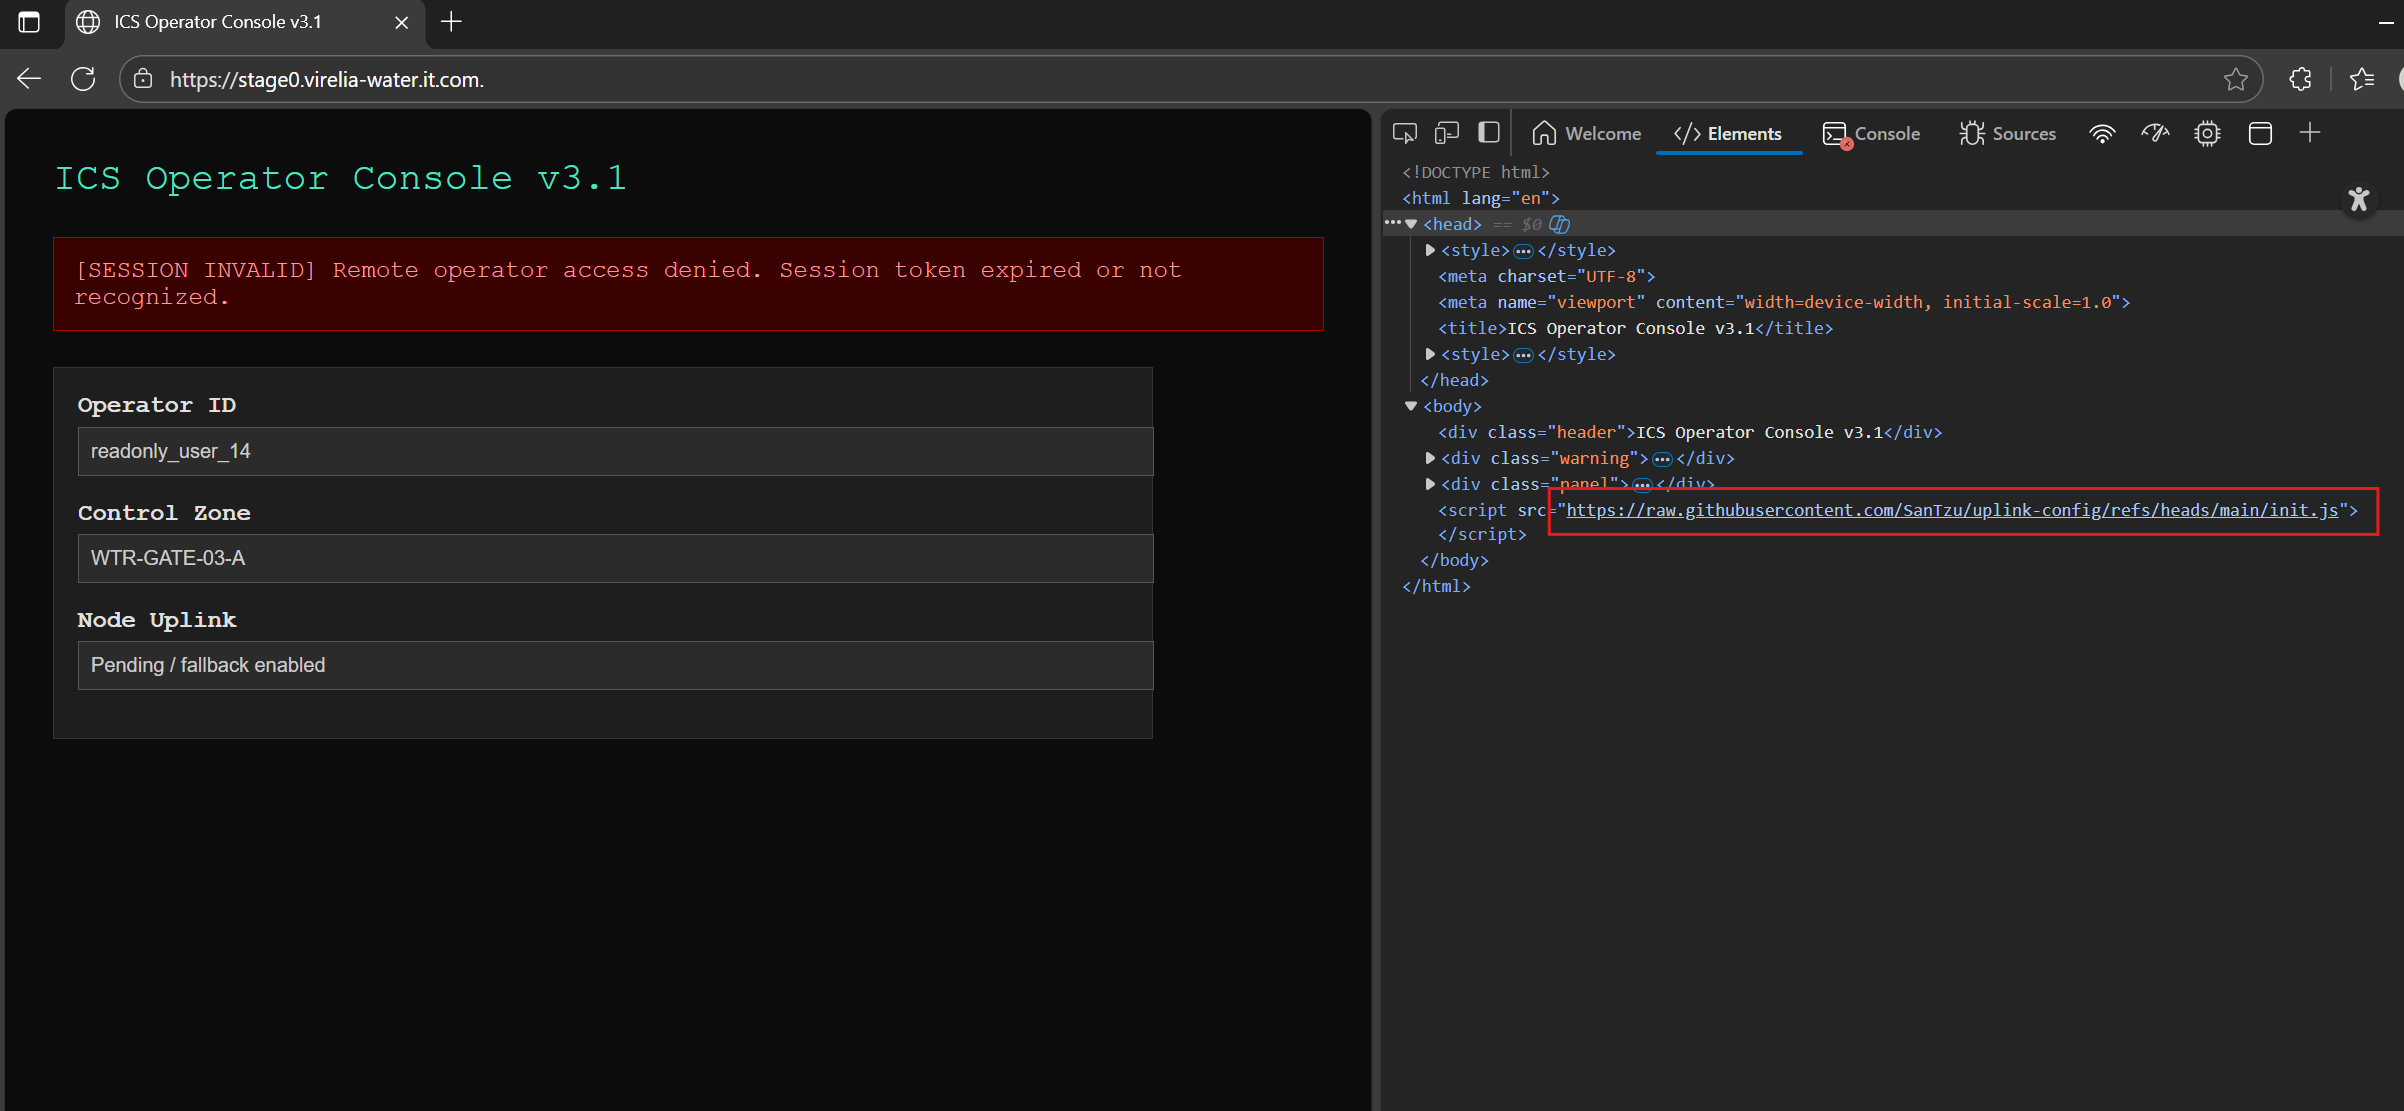 ICS Operator Console v3.1
https://stage0.virelia-water.it.com.
ICS Operator Console v3.1
[SESSION INVALID] Remote operator access denied. Session token expired or not
recognized.
Operator ID
readonly_user_14
Control Zone
WTR-GATE-03-A
Node Uplink
Pending / fallback enabled
Welcome
</> Elements
Console
Sources
<!DOCTYPE html>
<html lang="en">
<head> == $0
<style>…</style>
<meta charset="UTF-8">
<meta name="viewport" content="width=device-width, initial-scale=1.0">
<title>ICS Operator Console v3.1</title>
<style>…</style>
</head>
<body>
<div class="header">ICS Operator Console v3.1</div>
<div class="warning">…</div>
<div class="panel">…</div>
<script src="https://raw.githubusercontent.com/SanTzu/uplink-config/refs/heads/main/init.js">
</script>
</body>
</html>